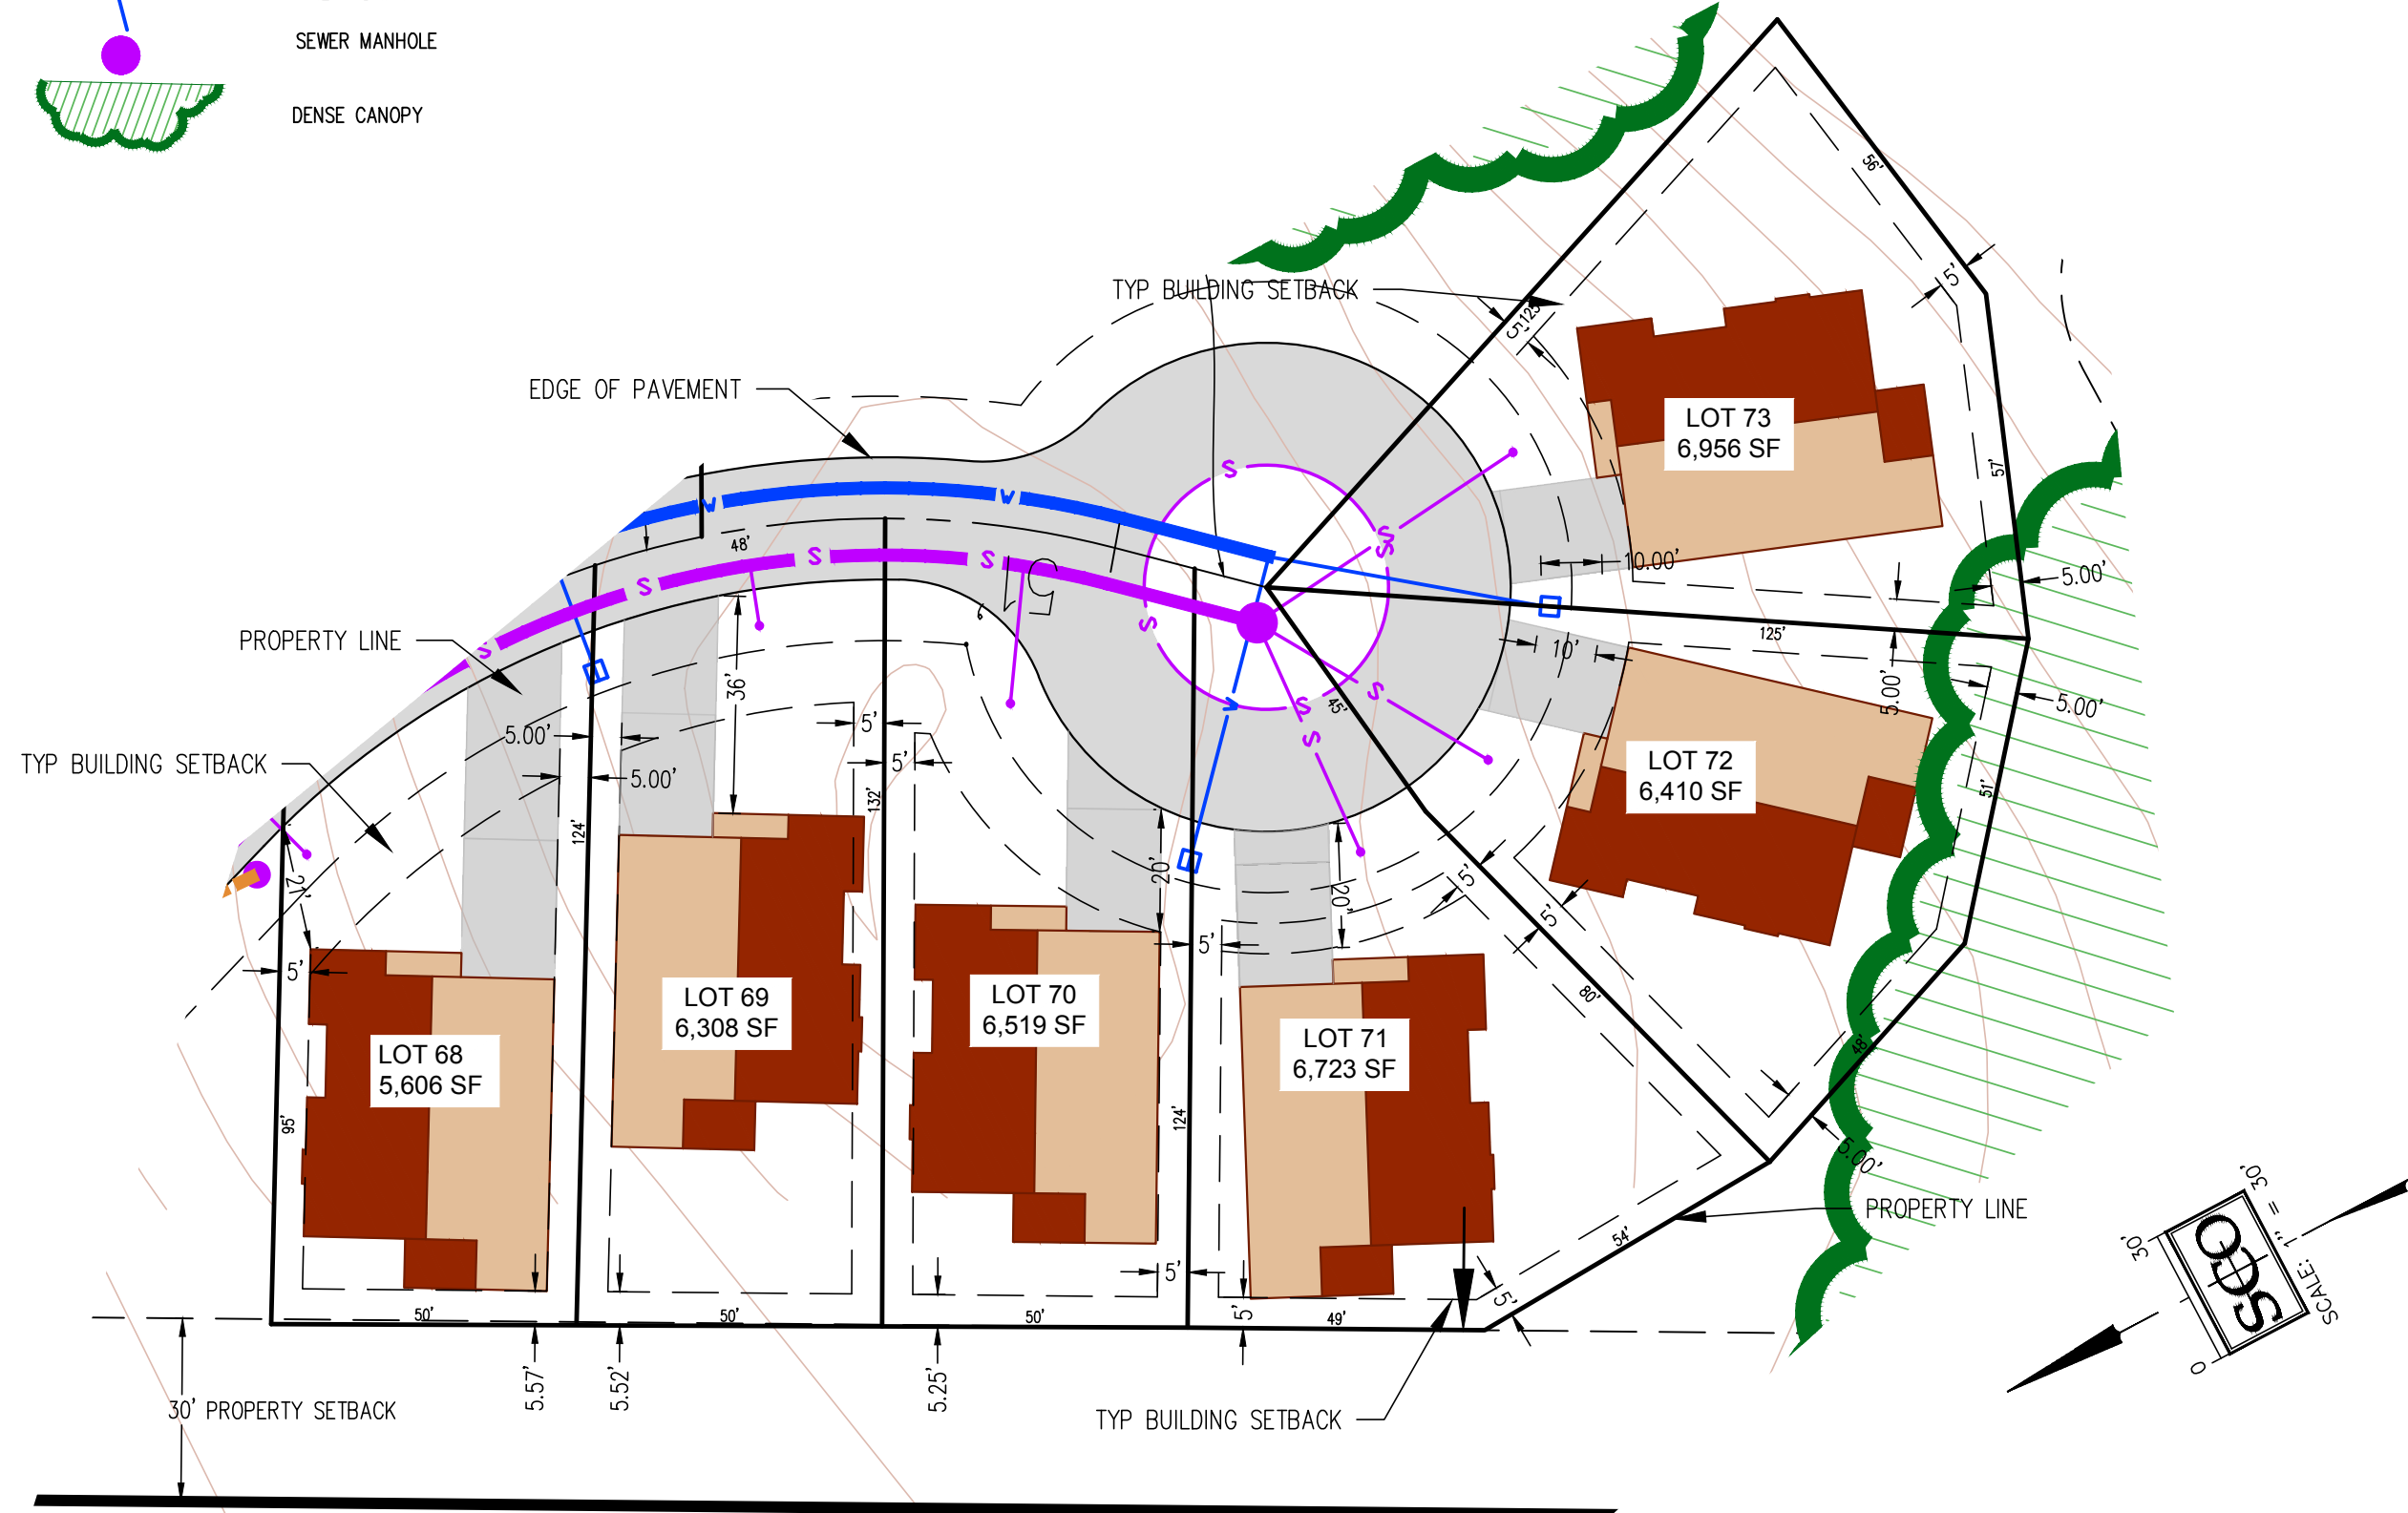 SEWER MANHOLE
DENSE CANOPY
56'
TYP BUILDING SETBACK
5'
5'
125'
EDGE OF PAVEMENT
LOT 73
6,956 SF
S
57'
W
W
48'
S
S
S
S
S
S
51'
10.00'
5.00'
PROPERTY LINE
S
S
125'
10'
36'
S
S
45'
5.00'
5.00'
5'
5.00'
TYP BUILDING SETBACK
5'
5.00'
S
LOT 72
6,410 SF
51'
132'
124'
20'
21'
5'
20'
5'
5'
5'
LOT 69
6,308 SF
LOT 70
6,519 SF
80'
LOT 71
6,723 SF
LOT 68
5,606 SF
48'
95'
124'
5.00'
PROPERTY LINE
54'
5'
5'
5'
50'
50'
50'
49'
30'
SCALE: 1" = 30'
SCO
0
5.57'
5.52'
5.25'
30' PROPERTY SETBACK
TYP BUILDING SETBACK